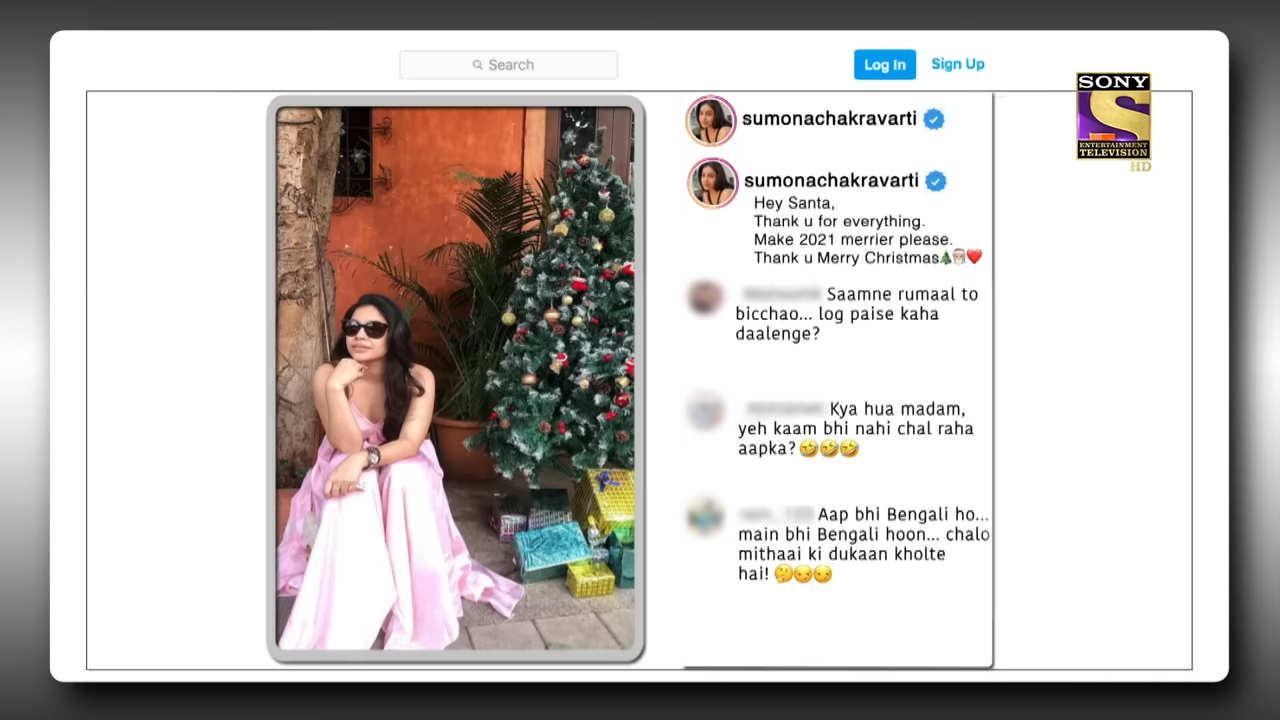 Search
Log In
Sign Up
SONY
ENTERTAINMENT
TELEVISION
HD
sumonachakravarti
sumonachakravarti
Hey Santa,
Thank u for everything.
Make 2021 merrier please.
Thank u Merry Christmas🎄🎅🏻❤️
Saamne rumaal to
bicchao... log paise kaha
daalenge?
Kya hua madam,
yeh kaam bhi nahi chal raha
aapka? 🤣🤣🤣
Aap bhi Bengali ho...
main bhi Bengali hoon... chalo
mithaai ki dukaan kholte
hai! 🤔😏😏